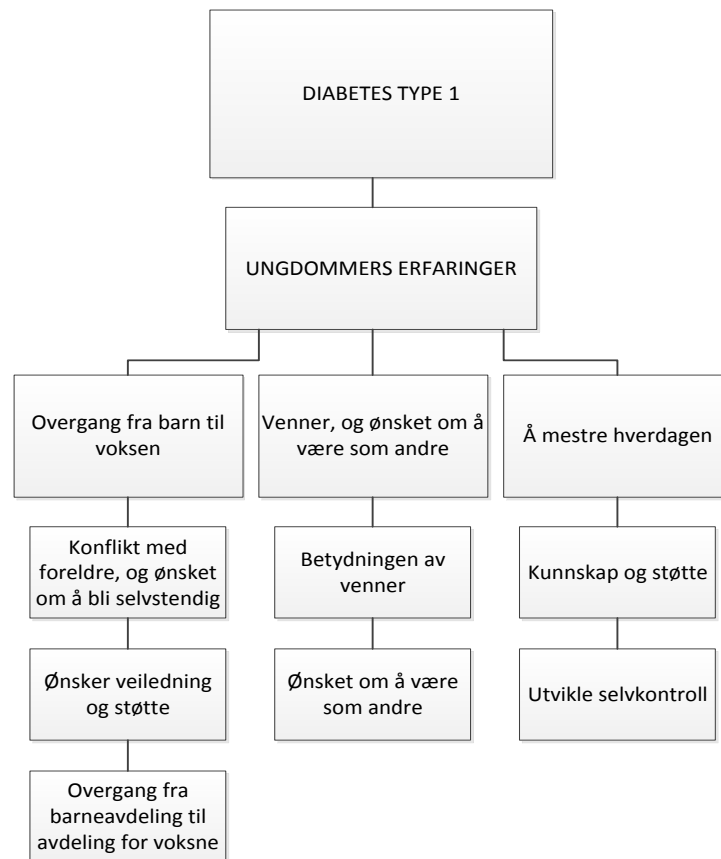 DIABETES TYPE 1
UNGDOMMERS ERFARINGER
Overgang fra barn til
voksen
Venner, og ønsket om å
være som andre
Å mestre hverdagen
Konflikt med
foreldre, og ønsket
om å bli selvstendig
Betydningen av
venner
Kunnskap og støtte
Ønsker veiledning
og støtte
Ønsket om å være
som andre
Utvikle selvkontroll
Overgang fra
barneavdeling til
avdeling for voksne